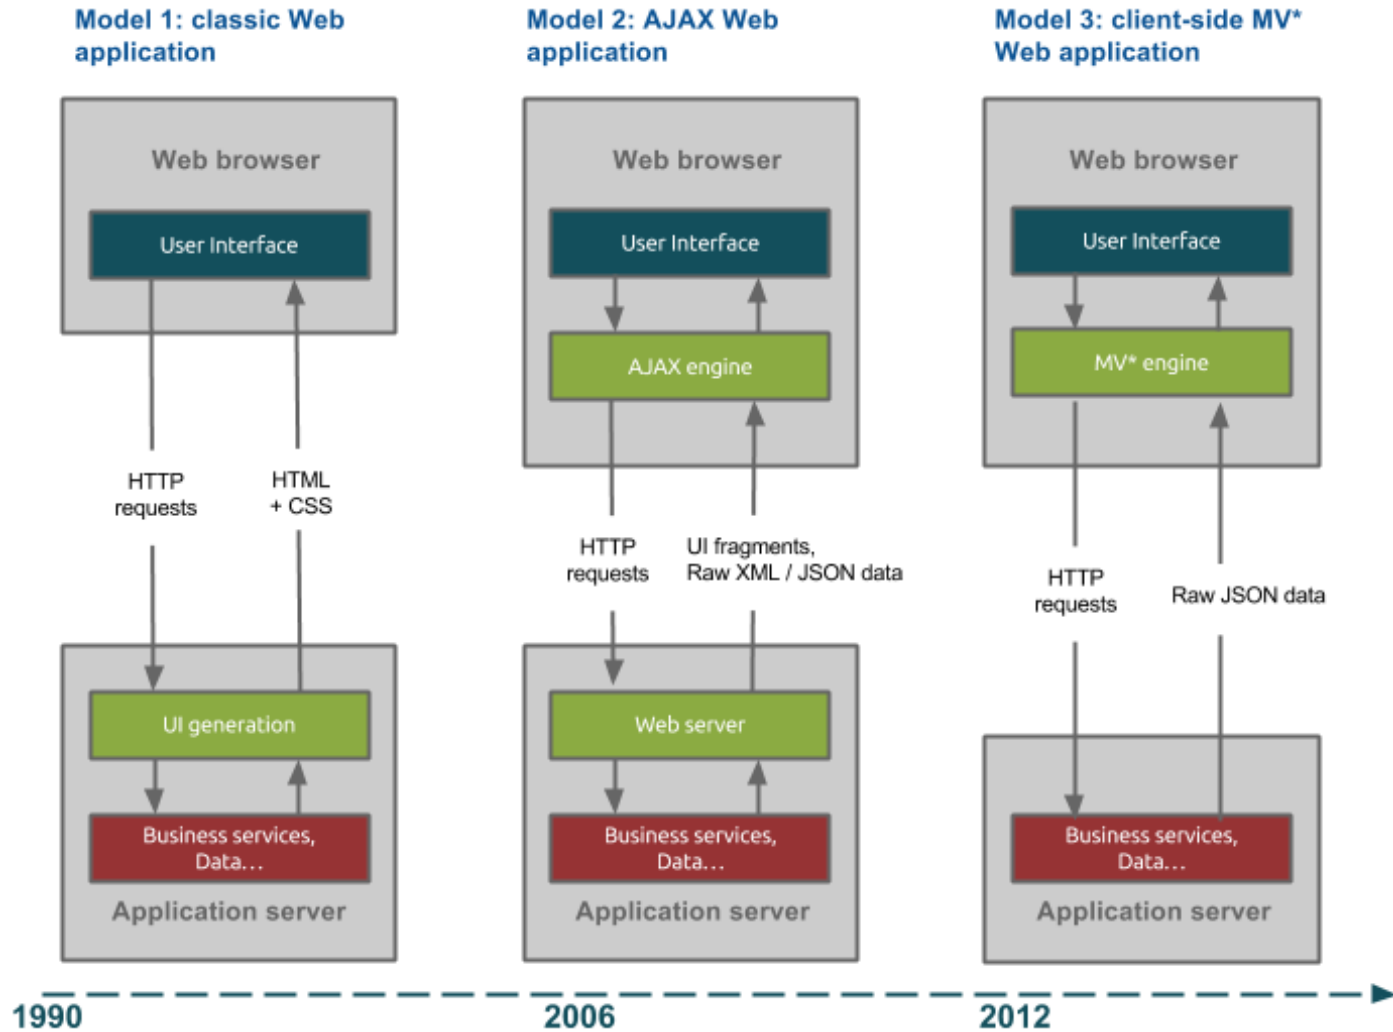 Model 1: classic Web
application
Web browser
User Interface
HTTP
requests
HTML
+ CSS
UI generation
Business services,
Data…
Application server
Model 2: AJAX Web
application
Web browser
User Interface
AJAX engine
HTTP
requests
UI fragments,
Raw XML / JSON data
Web server
Business services,
Data…
Application server
Model 3: client-side MV*
Web application
Web browser
User Interface
MV* engine
HTTP
requests
Raw JSON data
Business services,
Data…
Application server
1990
2006
2012